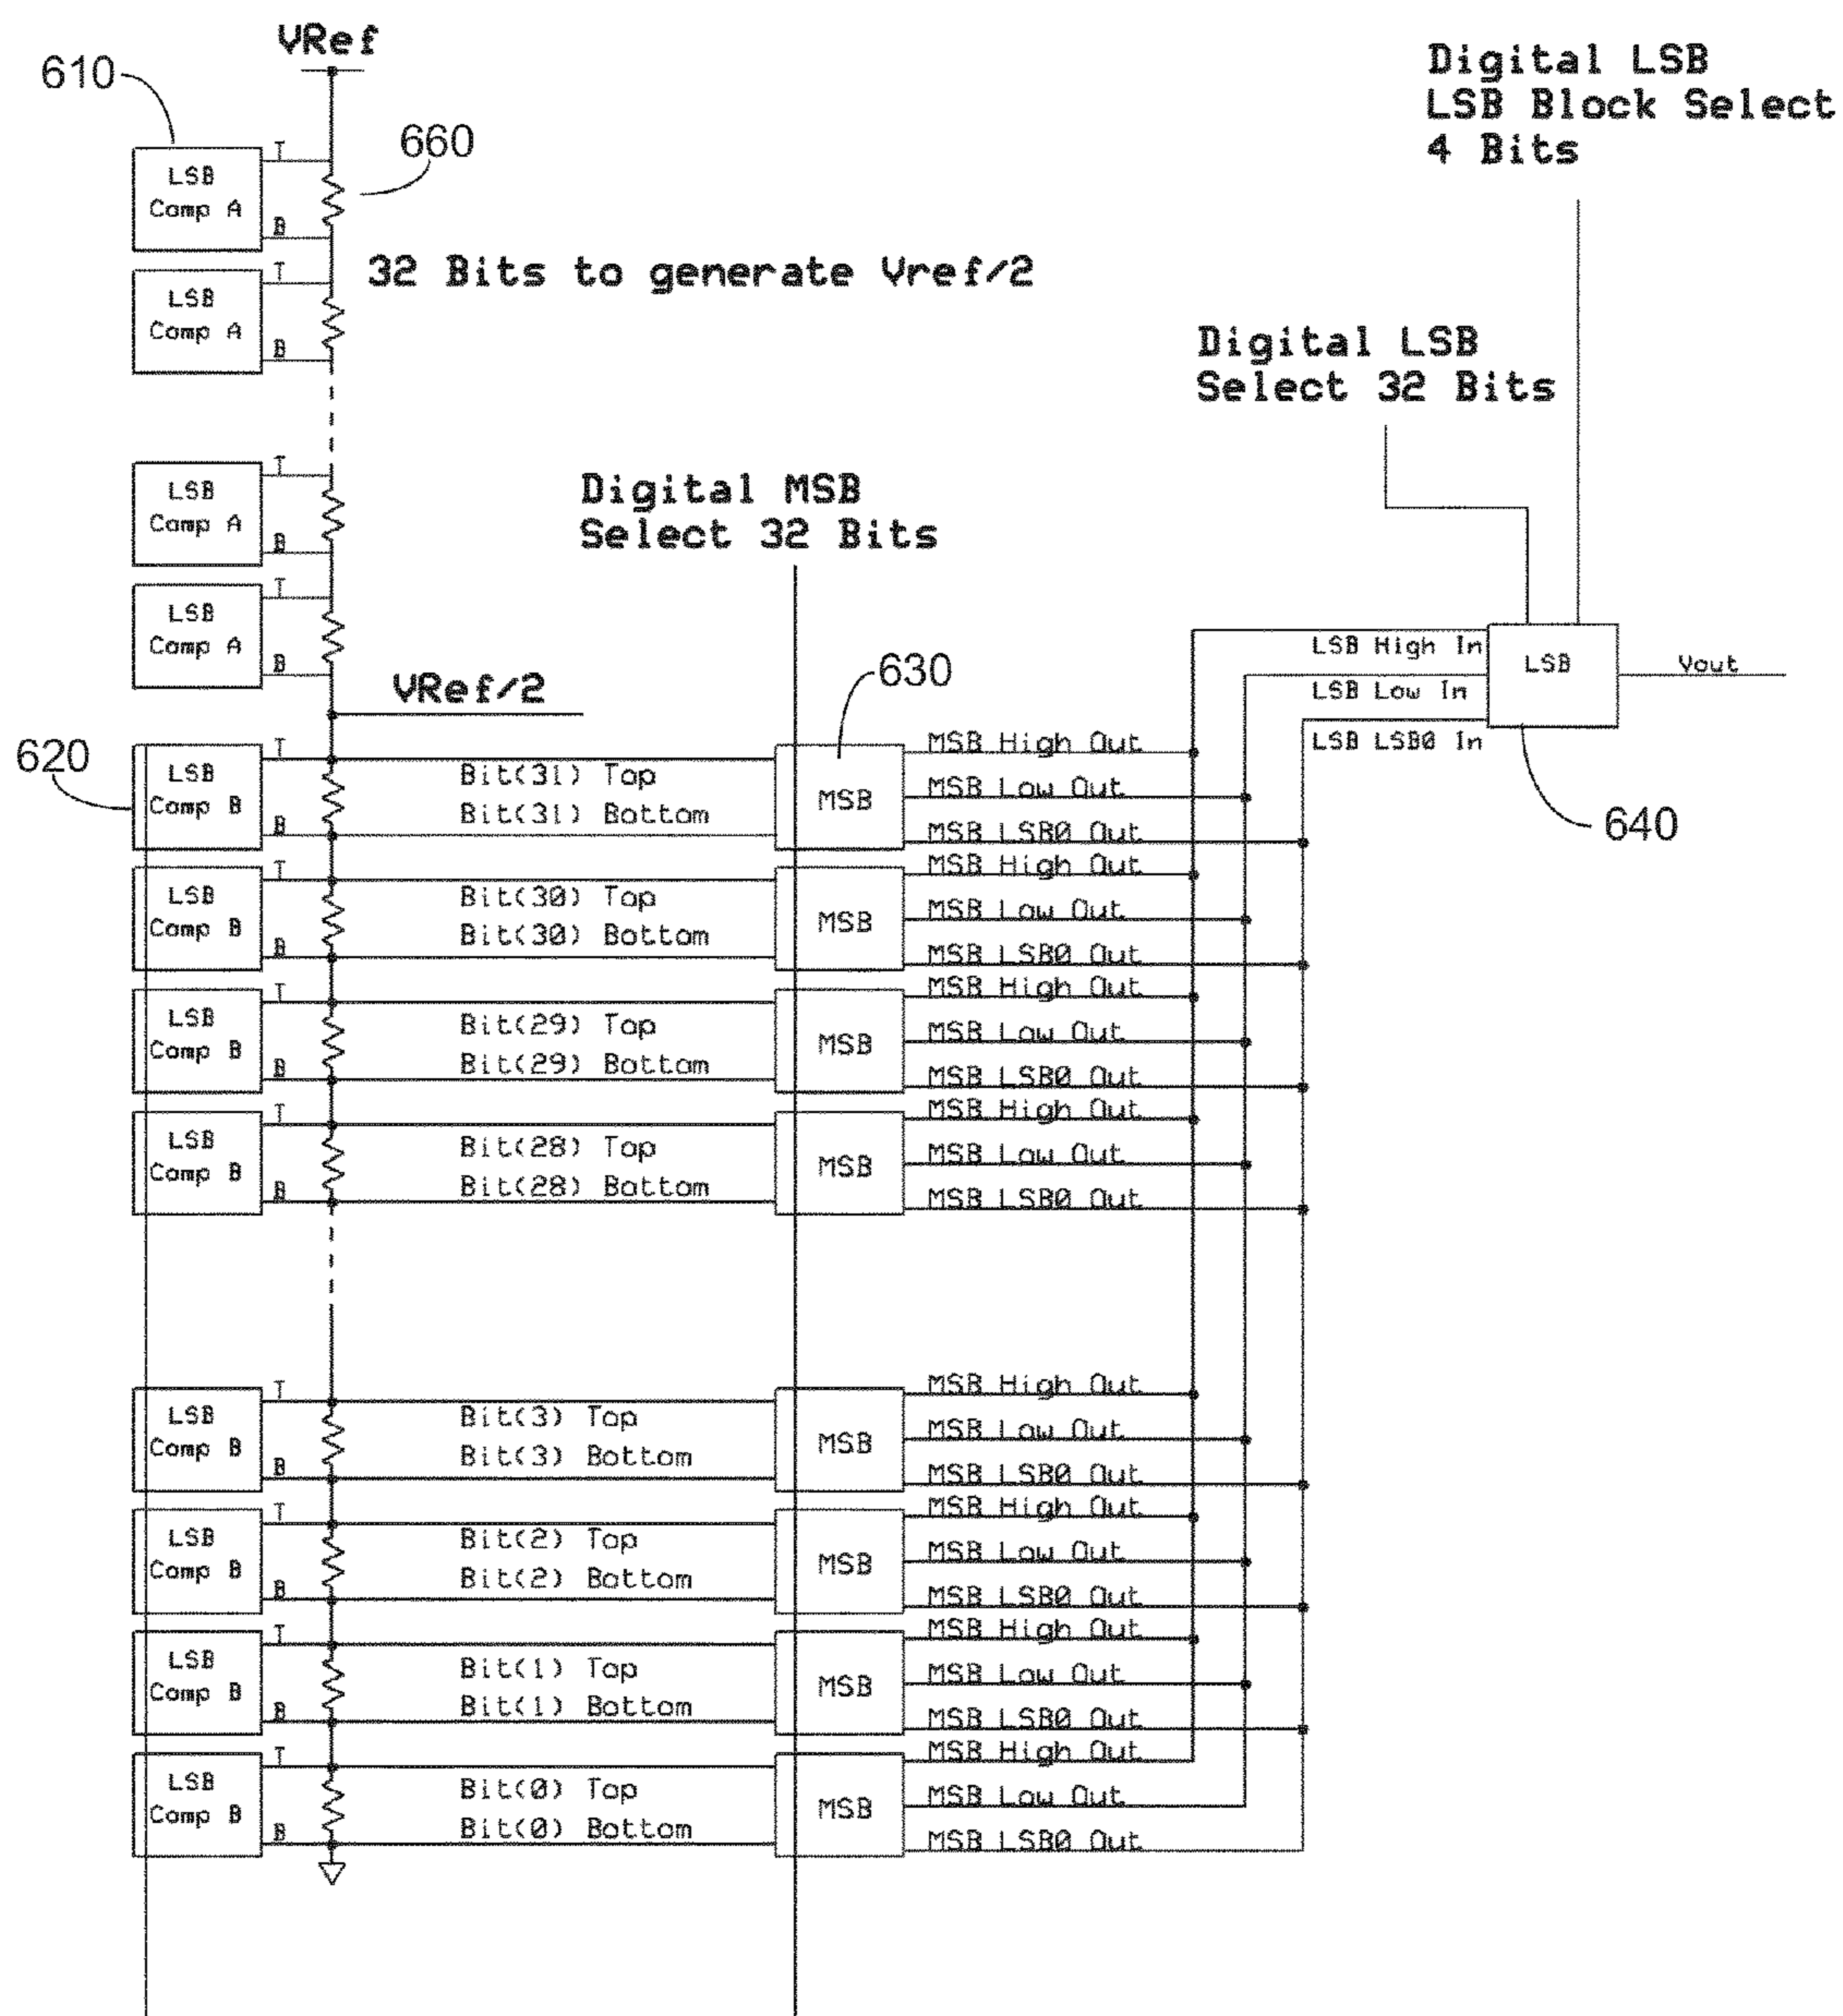 VRef
610
Digital LSB
LSB Block Select
4 Bits
660
T
LSB
Comp A
B
32 Bits to generate Vref/2
T
LSB
Comp A
B
Digital LSB
Select 32 Bits
T
LSB
Comp A
B
Digital MSB
Select 32 Bits
T
LSB
Comp A
B
LSB High In
LSB
Vout
LSB Low In
LSB LSB0 In
VRef/2
630
620
640
T
LSB
Comp B
B
Bit(31) Top
Bit(31) Bottom
MSB
MSB High Out
MSB Low Out
MSB LSB0 Out
T
LSB
Comp B
B
Bit(30) Top
Bit(30) Bottom
MSB
MSB High Out
MSB Low Out
MSB LSB0 Out
T
LSB
Comp B
B
Bit(29) Top
Bit(29) Bottom
MSB
MSB High Out
MSB Low Out
MSB LSB0 Out
T
LSB
Comp B
B
Bit(28) Top
Bit(28) Bottom
MSB
MSB High Out
MSB Low Out
MSB LSB0 Out
T
LSB
Comp B
B
Bit(3) Top
Bit(3) Bottom
MSB
MSB High Out
MSB Low Out
MSB LSB0 Out
T
LSB
Comp B
B
Bit(2) Top
Bit(2) Bottom
MSB
MSB High Out
MSB Low Out
MSB LSB0 Out
T
LSB
Comp B
B
Bit(1) Top
Bit(1) Bottom
MSB
MSB High Out
MSB Low Out
MSB LSB0 Out
T
LSB
Comp B
B
Bit(0) Top
Bit(0) Bottom
MSB
MSB High Out
MSB Low Out
MSB LSB0 Out